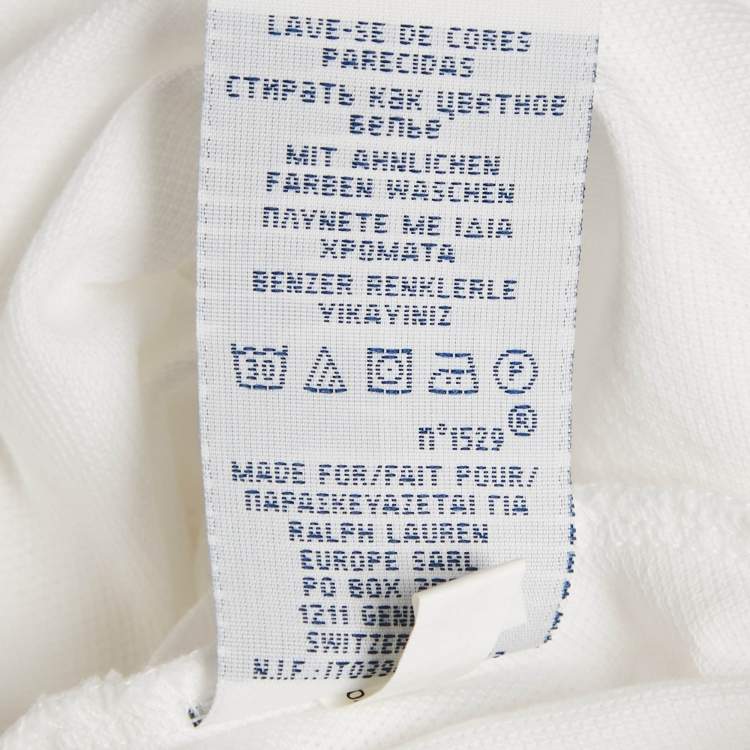 LAVE-SE DE CORES
PARECIDAS
СТИРАТЬ КАК ЦВЕТНОЕ
БЕЛЬЕ
MIT AHNLICHEN
FARBEN WASCHEN
ΠΛΥΝΕΤΕ ΜΕ ΙΔΙΑ
ΧΡΩΜΑΤΑ
BENZER RENKLERLE
YIKAYINIZ
30 P
n°1529®
MADE FOR/FAIT POUR/
ΠΑΡΑΣΚΕΥΑΖΕΤΑΙ ΓΙΑ
RALPH LAUREN
EUROPE SARL
PO BOX
1211
N.I.F.:IT029